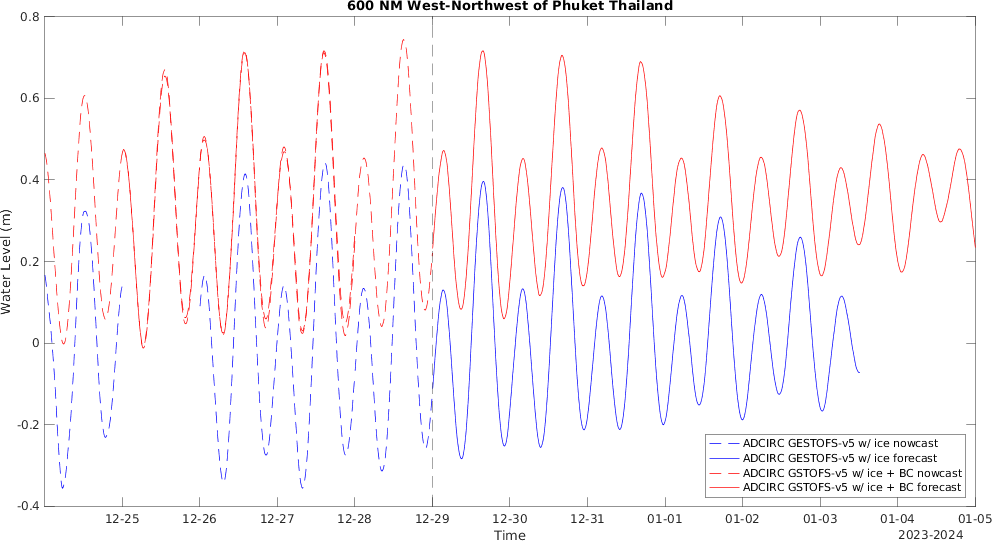 600 NM West-Northwest of Phuket Thailand
0.8
0.6
0.4
0.2
0
-0.2
-0.4
Water Level (m)
ADCIRC GESTOFS-v5 w/ ice nowcast
ADCIRC GESTOFS-v5 w/ ice forecast
ADCIRC GSTOFS-v5 w/ ice + BC nowcast
ADCIRC GSTOFS-v5 w/ ice + BC forecast
12-25 12-26 12-27 12-28 12-29 12-30 12-31 01-01 01-02 01-03 01-04 01-05
Time
2023-2024